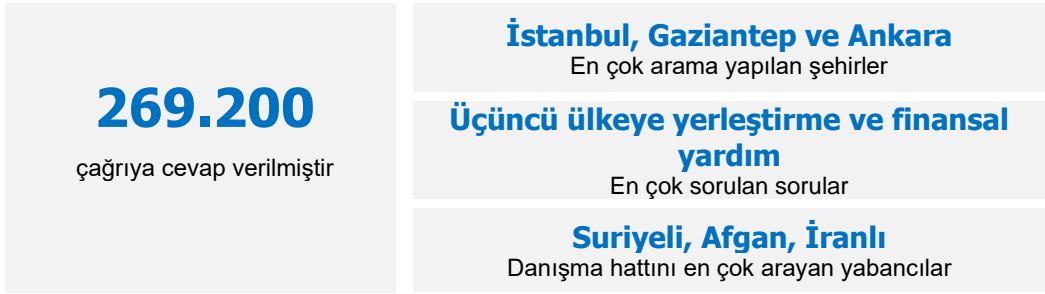 269.200
çağrıya cevap verilmiştir
İstanbul, Gaziantep ve Ankara
En çok arama yapılan şehirler
Üçüncü ülkeye yerleştirme ve finansal
yardım
En çok sorulan sorular
Suriyeli, Afgan, İranlı
Danışma hattını en çok arayan yabancılar